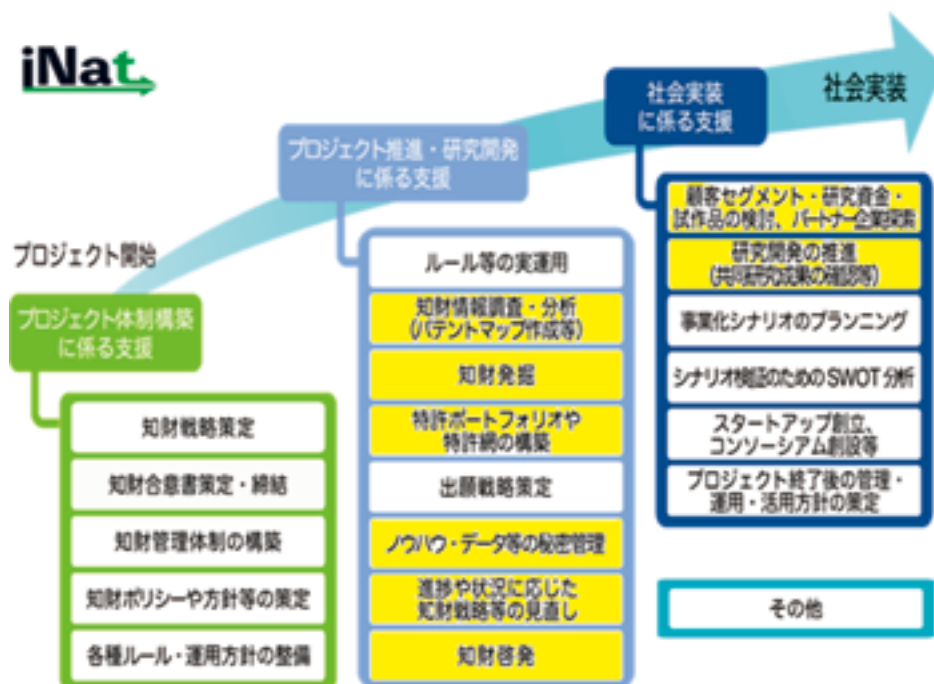 iNat
社会実装
社会実装
に係る支援
プロジェクト推進・研究開発
に係る支援
プロジェクト開始
プロジェクト体制構築
に係る支援
知財戦略策定
知財合意書策定・締結
知財管理体制の構築
知財ポリシーや方針等の策定
各種ルール・運用方針の整備
ルール等の実運用
知財情報調査・分析
(パテントマップ作成等)
知財発掘
特許ポートフォリオや
特許網の構築
出願戦略策定
ノウハウ・データ等の秘密管理
進捗や状況に応じた
知財戦略等の見直し
知財啓発
顧客セグメント・研究資金・
試作品の検討、パートナー企業探索
研究開発の推進
(共同研究成果の確認等)
事業化シナリオのプランニング
シナリオ検証のためのSWOT分析
スタートアップ創立、
コンソーシアム創設等
プロジェクト終了後の管理・
運用・活用方針の策定
その他